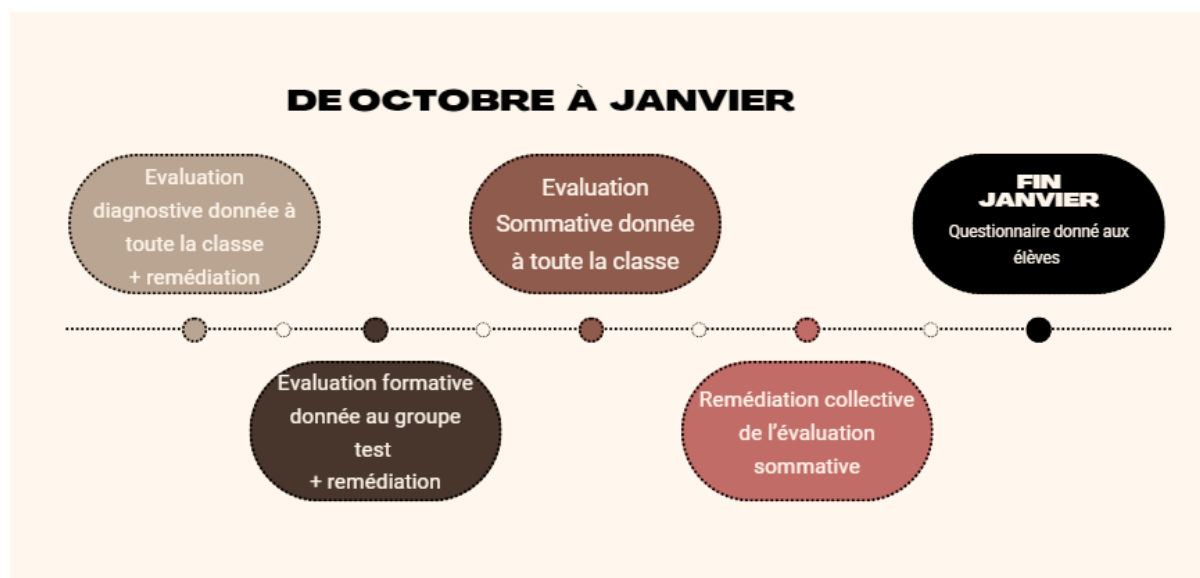 DE OCTOBRE À JANVIER
Evaluation
diagnostive donnée à
toute la classe
+ remédiation
Evaluation formative
donnée au groupe
test
+ remédiation
Evaluation
Sommative donnée
à toute la classe
Remédiation collective
de l'évaluation
sommative
FIN
JANVIER
Questionnaire donné aux
élèves